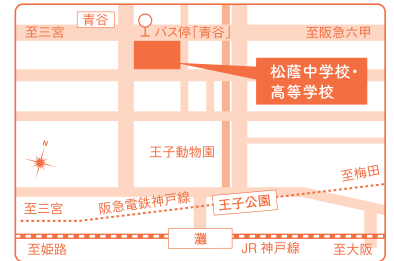 青谷
至三宮
バス停「青谷」
至阪急六甲
松蔭中学校・
高等学校
N
王子動物園
至梅田
至三宮
阪急電鉄神戸線
王子公園
至姫路
灘
JR 神戸線
至大阪